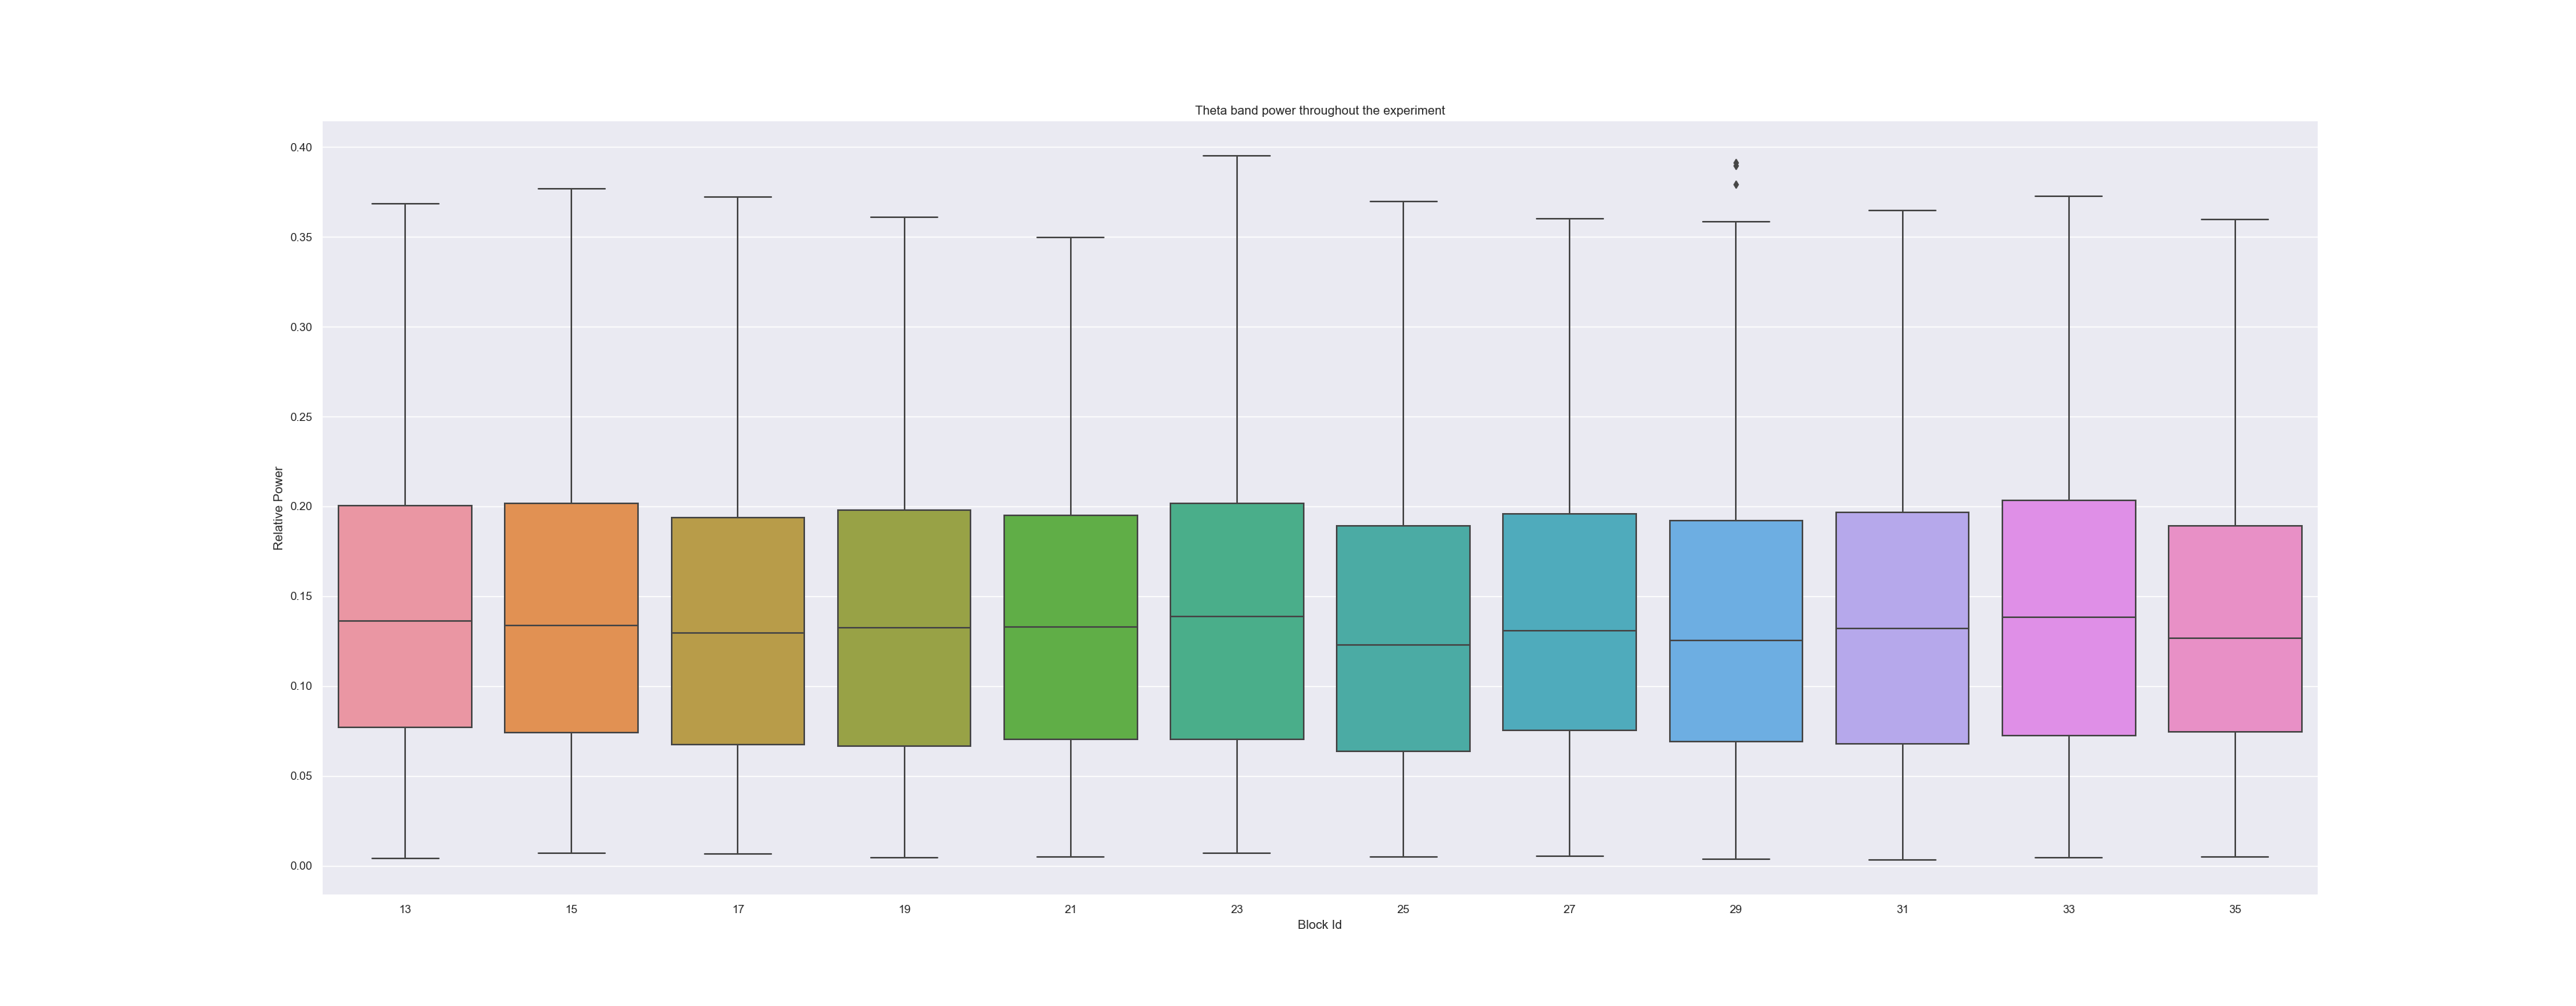 Theta band power throughout the experiment
0.40
0.35
0.30
0.25
0.20
0.15
0.10
0.05
0.00
Relative Power
13 15 17 19 21 23 25 27 29 31 33 35
Block Id